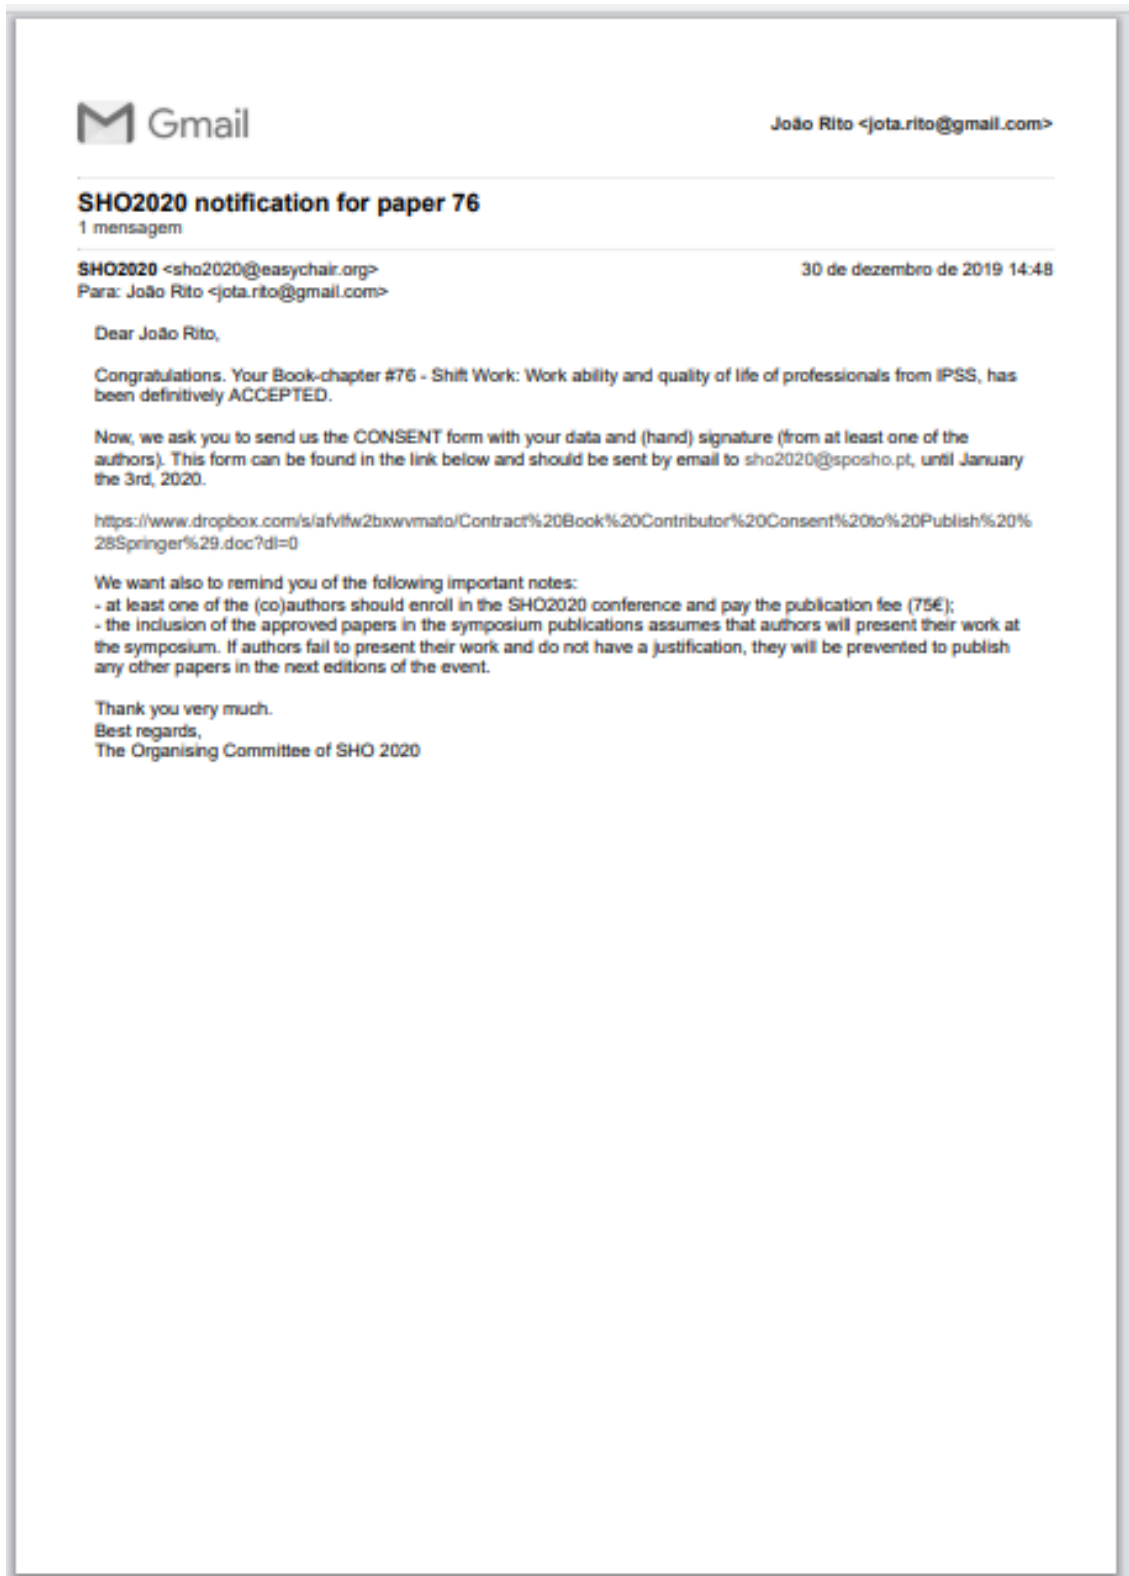 Gmail
João Rito <jota.rito@gmail.com>
SHO2020 notification for paper 76
1 mensagem
SHO2020 <sho2020@easychair.org>
30 de dezembro de 2019 14:48
Para: João Rito <jota.rito@gmail.com>
Dear João Rito,
Congratulations. Your Book-chapter #76 - Shift Work: Work ability and quality of life of professionals from IPSS, has
been definitively ACCEPTED.
Now, we ask you to send us the CONSENT form with your data and (hand) signature (from at least one of the
authors). This form can be found in the link below and should be sent by email to sho2020@sposho.pt, until January
the 3rd, 2020.
https://www.dropbox.com/s/afvlfw2bxwvmato/Contract%20Book%20Contributor%20Consent%20to%20Publish%20%
28Springer%29.doc?dl=0
We want also to remind you of the following important notes:
- at least one of the (co)authors should enroll in the SHO2020 conference and pay the publication fee (75€);
- the inclusion of the approved papers in the symposium publications assumes that authors will present their work at
the symposium. If authors fail to present their work and do not have a justification, they will be prevented to publish
any other papers in the next editions of the event.
Thank you very much.
Best regards,
The Organising Committee of SHO 2020